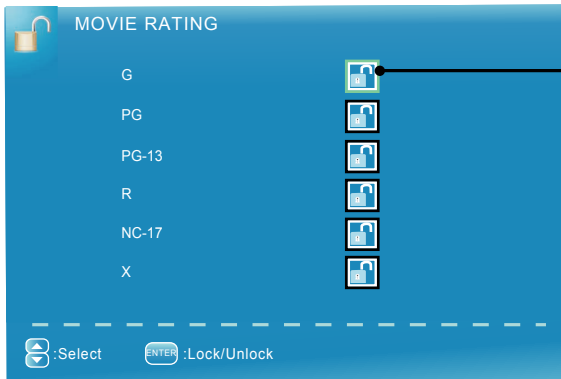 MOVIE RATING
G
PG
PG-13
R
NC-17
X
:Select ENTER :Lock/Unlock